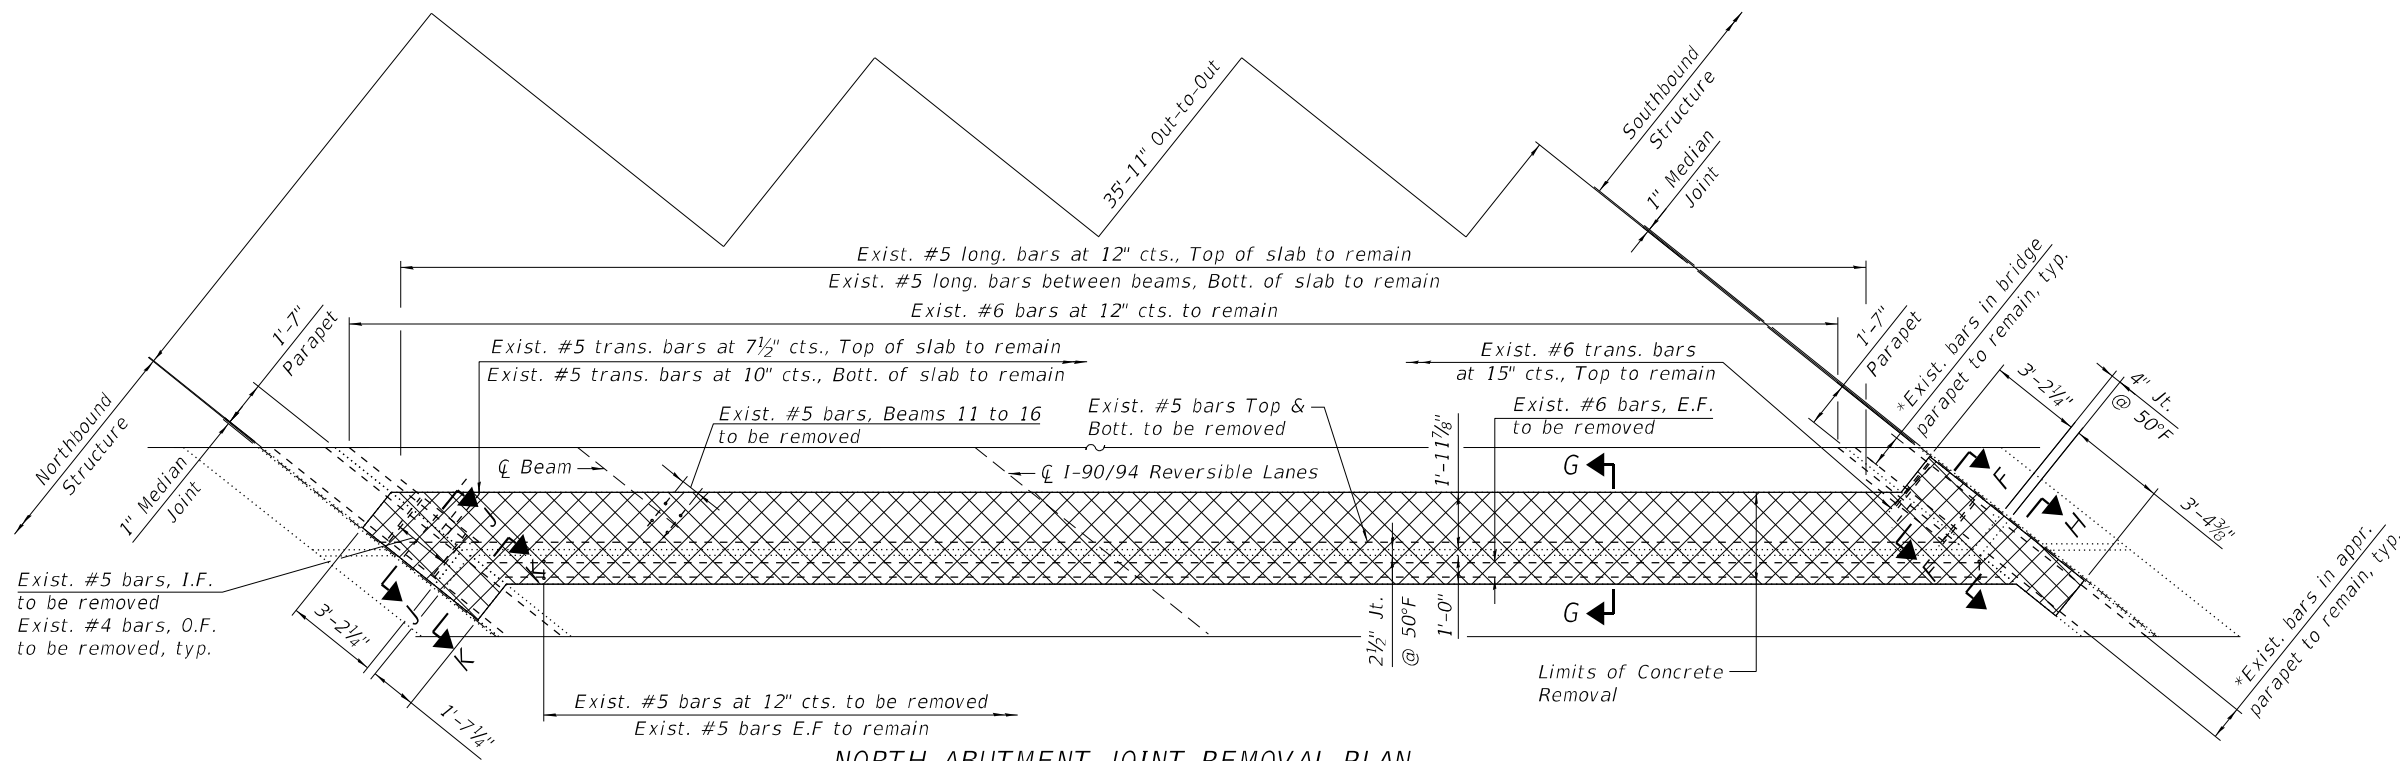 35'-11" Out-to-Out
Southbound
Structure
1" Median
Joint
Exist. #5 long. bars at 12" cts., Top of slab to remain
Exist. #5 long. bars between beams, Bott. of slab to remain
Exist. #6 bars at 12" cts. to remain
1'-7"
Parapet
1'-7"
Parapet
*Exist. bars in bridge
parapet to remain, typ.
Exist. #5 trans. bars at 7½" cts., Top of slab to remain
Exist. #5 trans. bars at 10" cts., Bott. of slab to remain
Exist. #6 trans. bars
at 15" cts., Top to remain
3'-2¼"
4" Jt.
@ 50°F
Northbound
Structure
1" Median
Joint
Exist. #5 bars, Beams 11 to 16
to be removed
Exist. #5 bars Top &
Bott. to be removed
1'-11⅞"
Exist. #6 bars, E.F.
to be removed
℄ Beam
℄ I-90/94 Reversible Lanes
G
F
H
3'-4⅜"
J
K
F
Exist. #5 bars, I.F.
to be removed
Exist. #4 bars, O.F.
to be removed, typ.
3'-2¼"
J
K
1'-7¼"
2½" Jt.
@ 50°F
1'-0"
G
Limits of Concrete
Removal
*Exist. bars in appr.
parapet to remain, typ.
Exist. #5 bars at 12" cts. to be removed
Exist. #5 bars E.F to remain
NORTH ABUTMENT JOINT REMOVAL PLAN